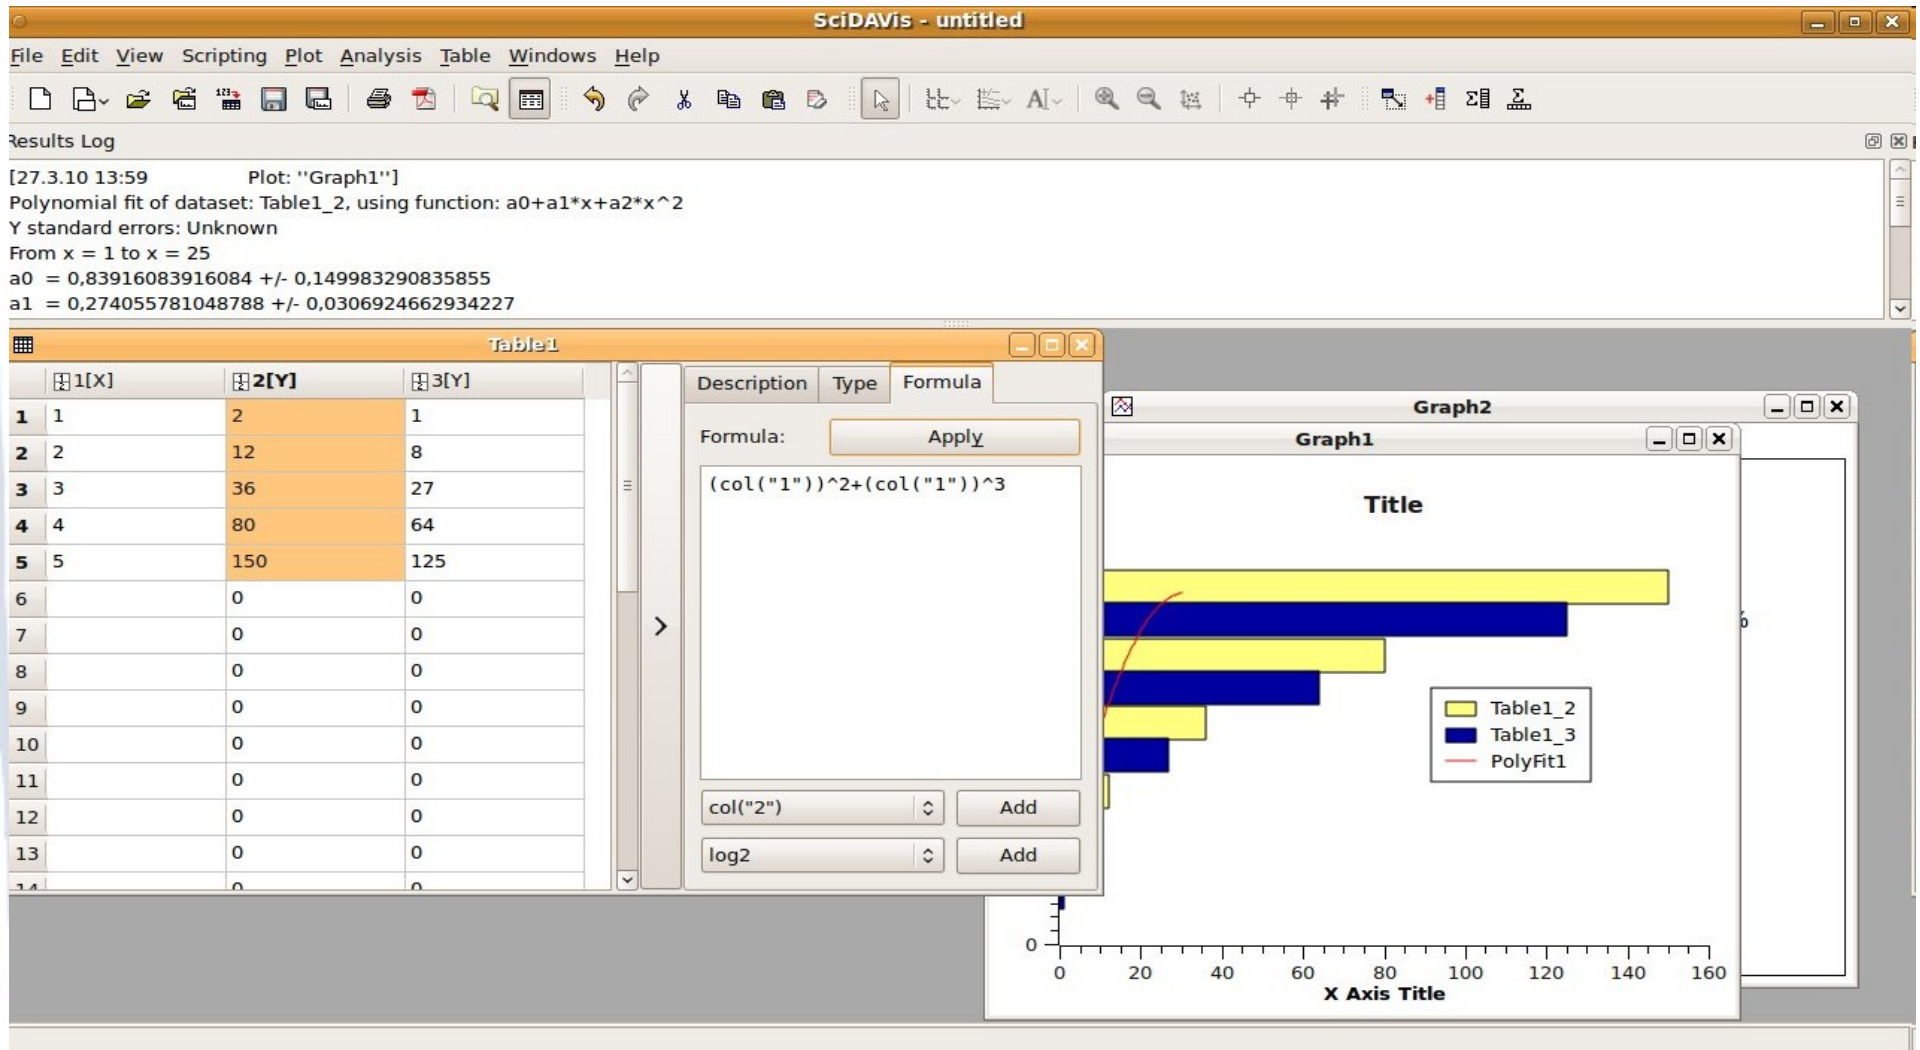 SciDAVis - untitled
File Edit View Scripting Plot Analysis Table Windows Help
Results Log
[27.3.10 13:59 Plot: ''Graph1'']
Polynomial fit of dataset: Table1_2, using function: a0+a1*x+a2*x^2
Y standard errors: Unknown
From x = 1 to x = 25
a0 = 0,83916083916084 +/- 0,149983290835855
a1 = 0,274055781048788 +/- 0,0306924662934227
Table1
1[X] 2[Y] 3[Y]
1 1 2 1
2 2 12 8
3 3 36 27
4 4 80 64
5 5 150 125
6 0 0
7 0 0
8 0 0
9 0 0
10 0 0
11 0 0
12 0 0
13 0 0
14 0 0
Description Type Formula
Formula: Apply
(col("1"))^2+(col("1"))^3
col("2") Add
log2 Add
Graph2
Graph1
Title
%
Table1_2
Table1_3
PolyFit1
0
0 20 40 60 80 100 120 140 160
X Axis Title